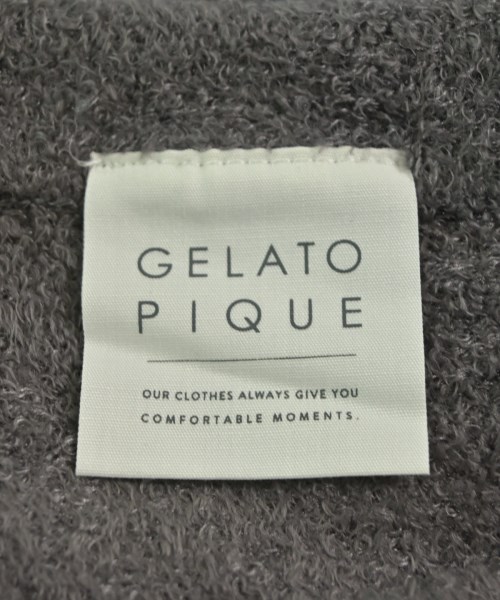 GELATO
PIQUE
OUR CLOTHES ALWAYS GIVE YOU
COMFORTABLE MOMENTS.